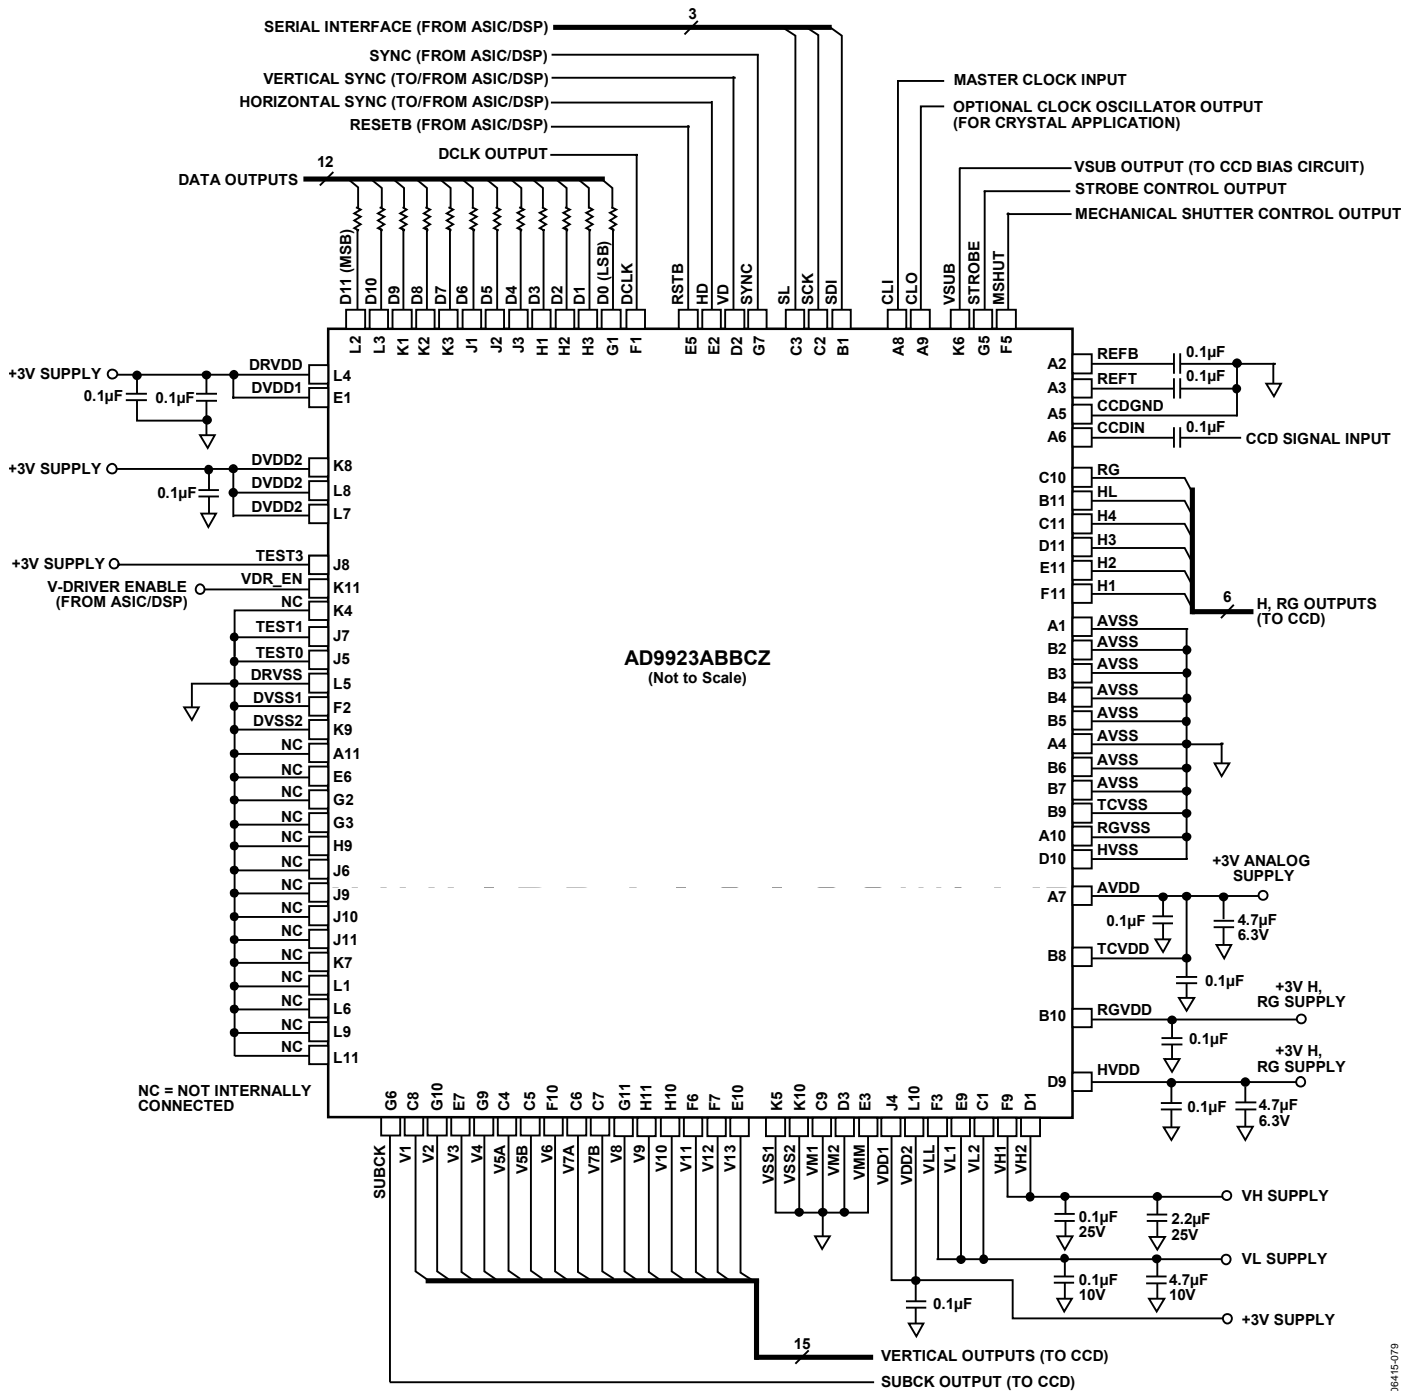 SERIAL INTERFACE (FROM ASIC/DSP)
3
SYNC (FROM ASIC/DSP)
VERTICAL SYNC (TO/FROM ASIC/DSP)
HORIZONTAL SYNC (TO/FROM ASIC/DSP)
RESETB (FROM ASIC/DSP)
DCLK OUTPUT
DATA OUTPUTS
12
MASTER CLOCK INPUT
OPTIONAL CLOCK OSCILLATOR OUTPUT
(FOR CRYSTAL APPLICATION)
VSUB OUTPUT (TO CCD BIAS CIRCUIT)
STROBE CONTROL OUTPUT
MECHANICAL SHUTTER CONTROL OUTPUT
D11 (MSB)
D10
D9
D8
D7
D6
D5
D4
D3
D2
D1
D0 (LSB)
DCLK
RSTB
HD
VD
SYNC
SL
SCK
SDI
CLI
CLO
VSUB
STROBE
MSHUT
L2
L3
K1
K2
K3
J1
J2
J3
H1
H2
H3
G1
F1
E5
E2
D2
G7
C3
C2
B1
A8
A9
K6
G5
F5
+3V SUPPLY
0.1µF
0.1µF
DRVDD
L4
DVDD1
E1
+3V SUPPLY
0.1µF
DVDD2
K8
DVDD2
L8
DVDD2
L7
+3V SUPPLY
TEST3
J8
V-DRIVER ENABLE
(FROM ASIC/DSP)
VDR_EN
K11
NC
K4
TEST1
J7
TEST0
J5
DRVSS
L5
DVSS1
F2
DVSS2
K9
NC
A11
NC
E6
NC
G2
NC
G3
NC
H9
NC
J6
NC
J9
NC
J10
NC
J11
NC
K7
NC
L1
NC
L6
NC
L9
NC
L11
NC = NOT INTERNALLY
CONNECTED
AD9923ABBCZ
(Not to Scale)
A2
REFB
0.1µF
A3
REFT
0.1µF
A5
CCDGND
A6
CCDIN
0.1µF
CCD SIGNAL INPUT
C10
RG
B11
HL
C11
H4
D11
H3
E11
H2
F11
H1
6
H, RG OUTPUTS
(TO CCD)
A1
AVSS
B2
AVSS
B3
AVSS
B4
AVSS
B5
AVSS
A4
AVSS
B6
AVSS
B7
AVSS
B9
TCVSS
A10
RGVSS
D10
HVSS
+3V ANALOG
SUPPLY
A7
AVDD
0.1µF
4.7µF
6.3V
B8
TCVDD
0.1µF
+3V H,
RG SUPPLY
B10
RGVDD
0.1µF
+3V H,
RG SUPPLY
D9
HVDD
0.1µF
4.7µF
6.3V
G6
C8
G10
E7
G9
C4
C5
F10
C6
C7
G11
H11
H10
F6
F7
E10
K5
K10
C9
D3
E3
J4
L10
F3
E9
C1
F9
D1
SUBCK
V1
V2
V3
V4
V5A
V5B
V6
V7A
V7B
V8
V9
V10
V11
V12
V13
VSS1
VSS2
VM1
VM2
VMM
VDD1
VDD2
VLL
VL1
VL2
VH1
VH2
VH SUPPLY
0.1µF
25V
2.2µF
25V
VL SUPPLY
0.1µF
10V
4.7µF
10V
0.1µF
+3V SUPPLY
15
VERTICAL OUTPUTS (TO CCD)
SUBCK OUTPUT (TO CCD)
06415-079